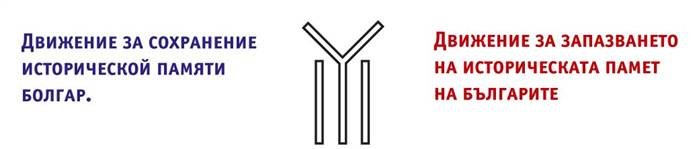 Движение за сохранение
исторической памяти
болгар.
Движение за запазването
на историческата памет
на българите